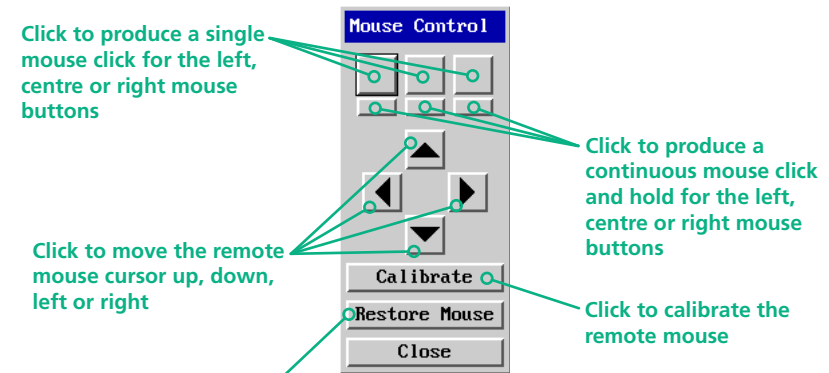 Mouse Control
Click to produce a single
mouse click for the left,
centre or right mouse
buttons
Click to produce a
continuous mouse click
and hold for the left,
centre or right mouse
buttons
Click to move the remote
mouse cursor up, down,
left or right
Calibrate
Click to calibrate the
remote mouse
Restore Mouse
Close